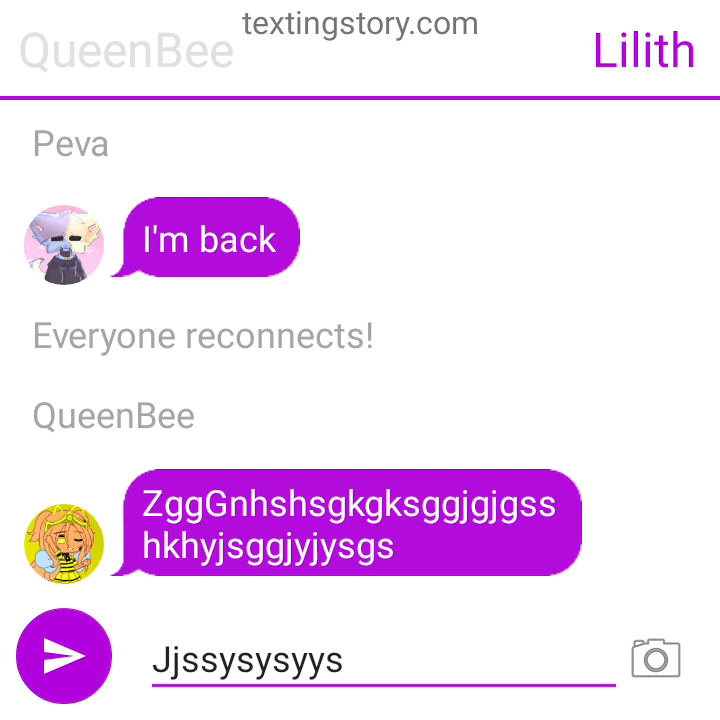 textingstory.com
QueenBee
Lilith
Peva
I'm back
Everyone reconnects!
QueenBee
ZggGnhshsgkgksggjgjgss
hkhyjsggjyjysgs
Jjssysysyys